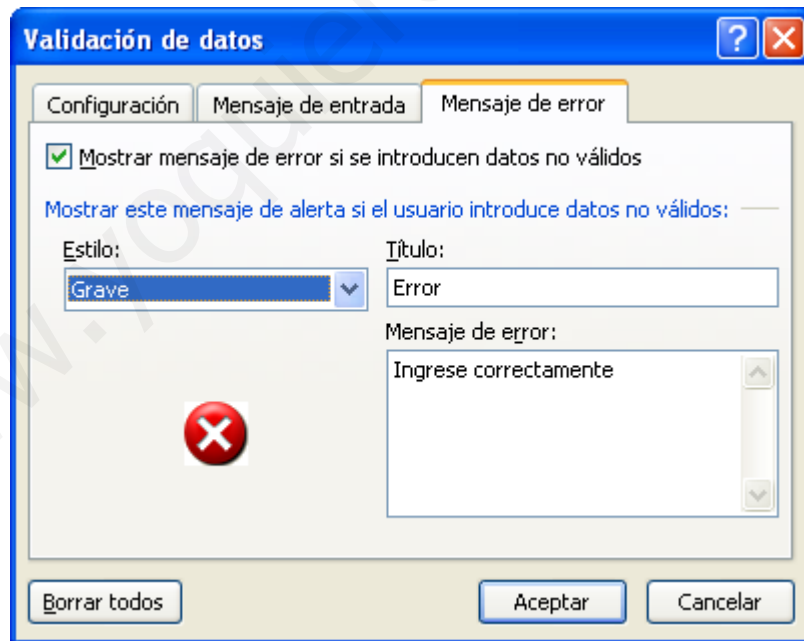 Validación de datos
Configuración
Mensaje de entrada
Mensaje de error
Mostrar mensaje de error si se introducen datos no válidos
Mostrar este mensaje de alerta si el usuario introduce datos no válidos:
Estilo:
Título:
Grave
Error
Mensaje de error:
Ingrese correctamente
Borrar todos
Aceptar
Cancelar